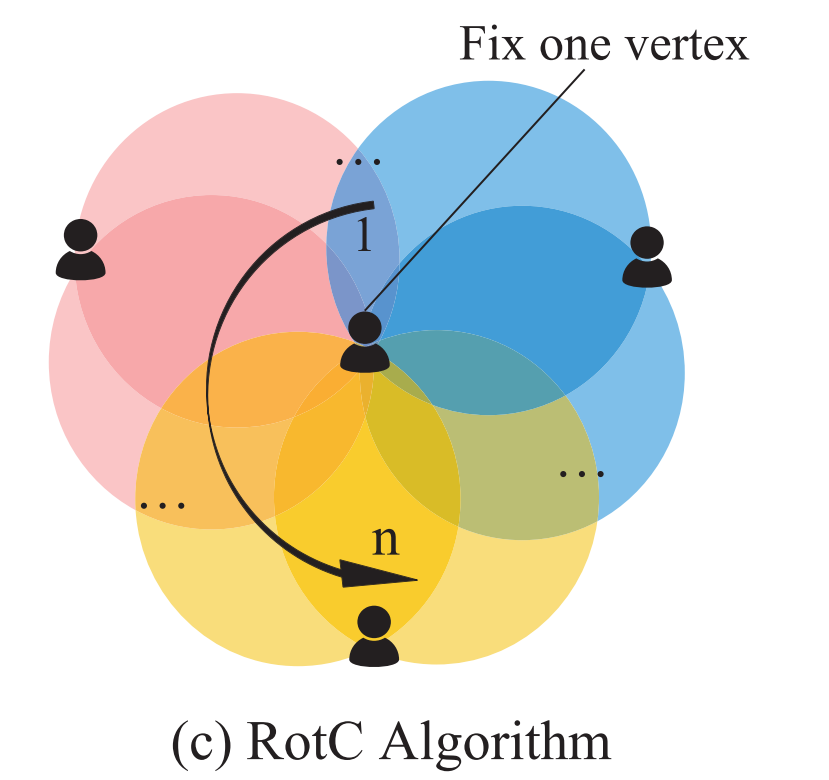 Fix one vertex
...
1
...
...
n
(c) RotC Algorithm